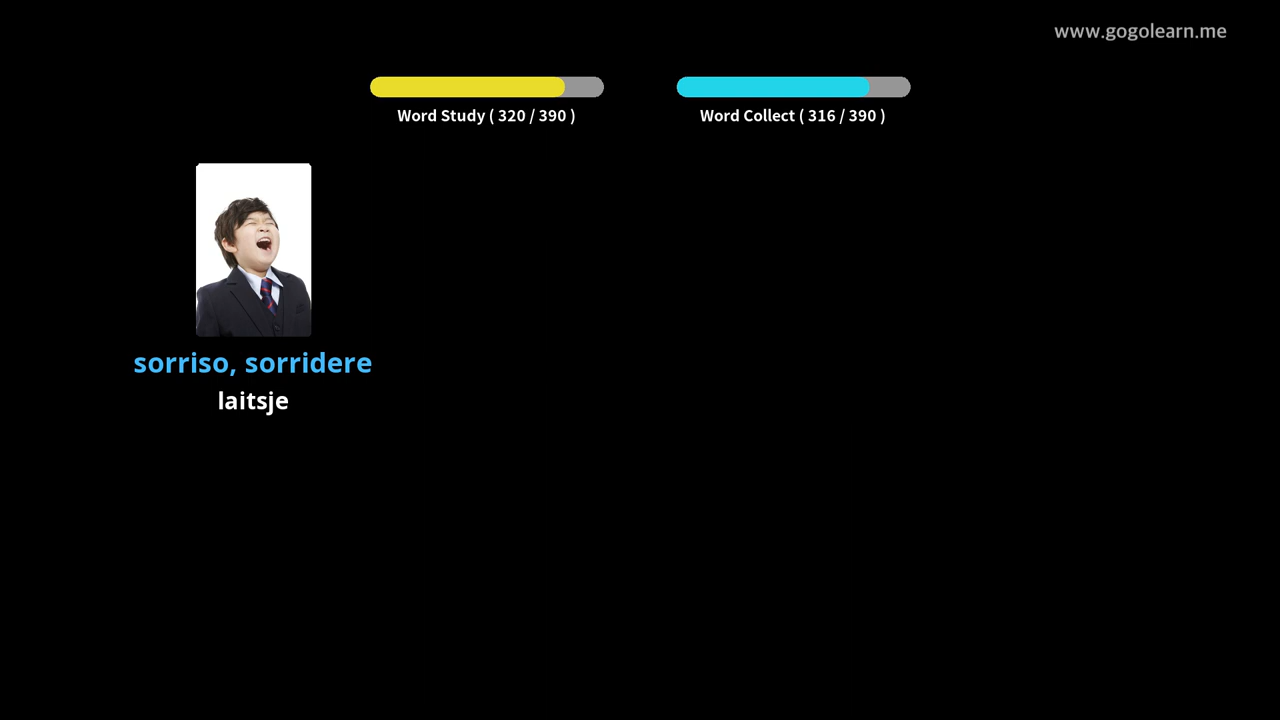 www.gogolearn.me
Word Study ( 320 / 390 )
Word Collect ( 316 / 390 )
sorriso, sorridere
laitsje